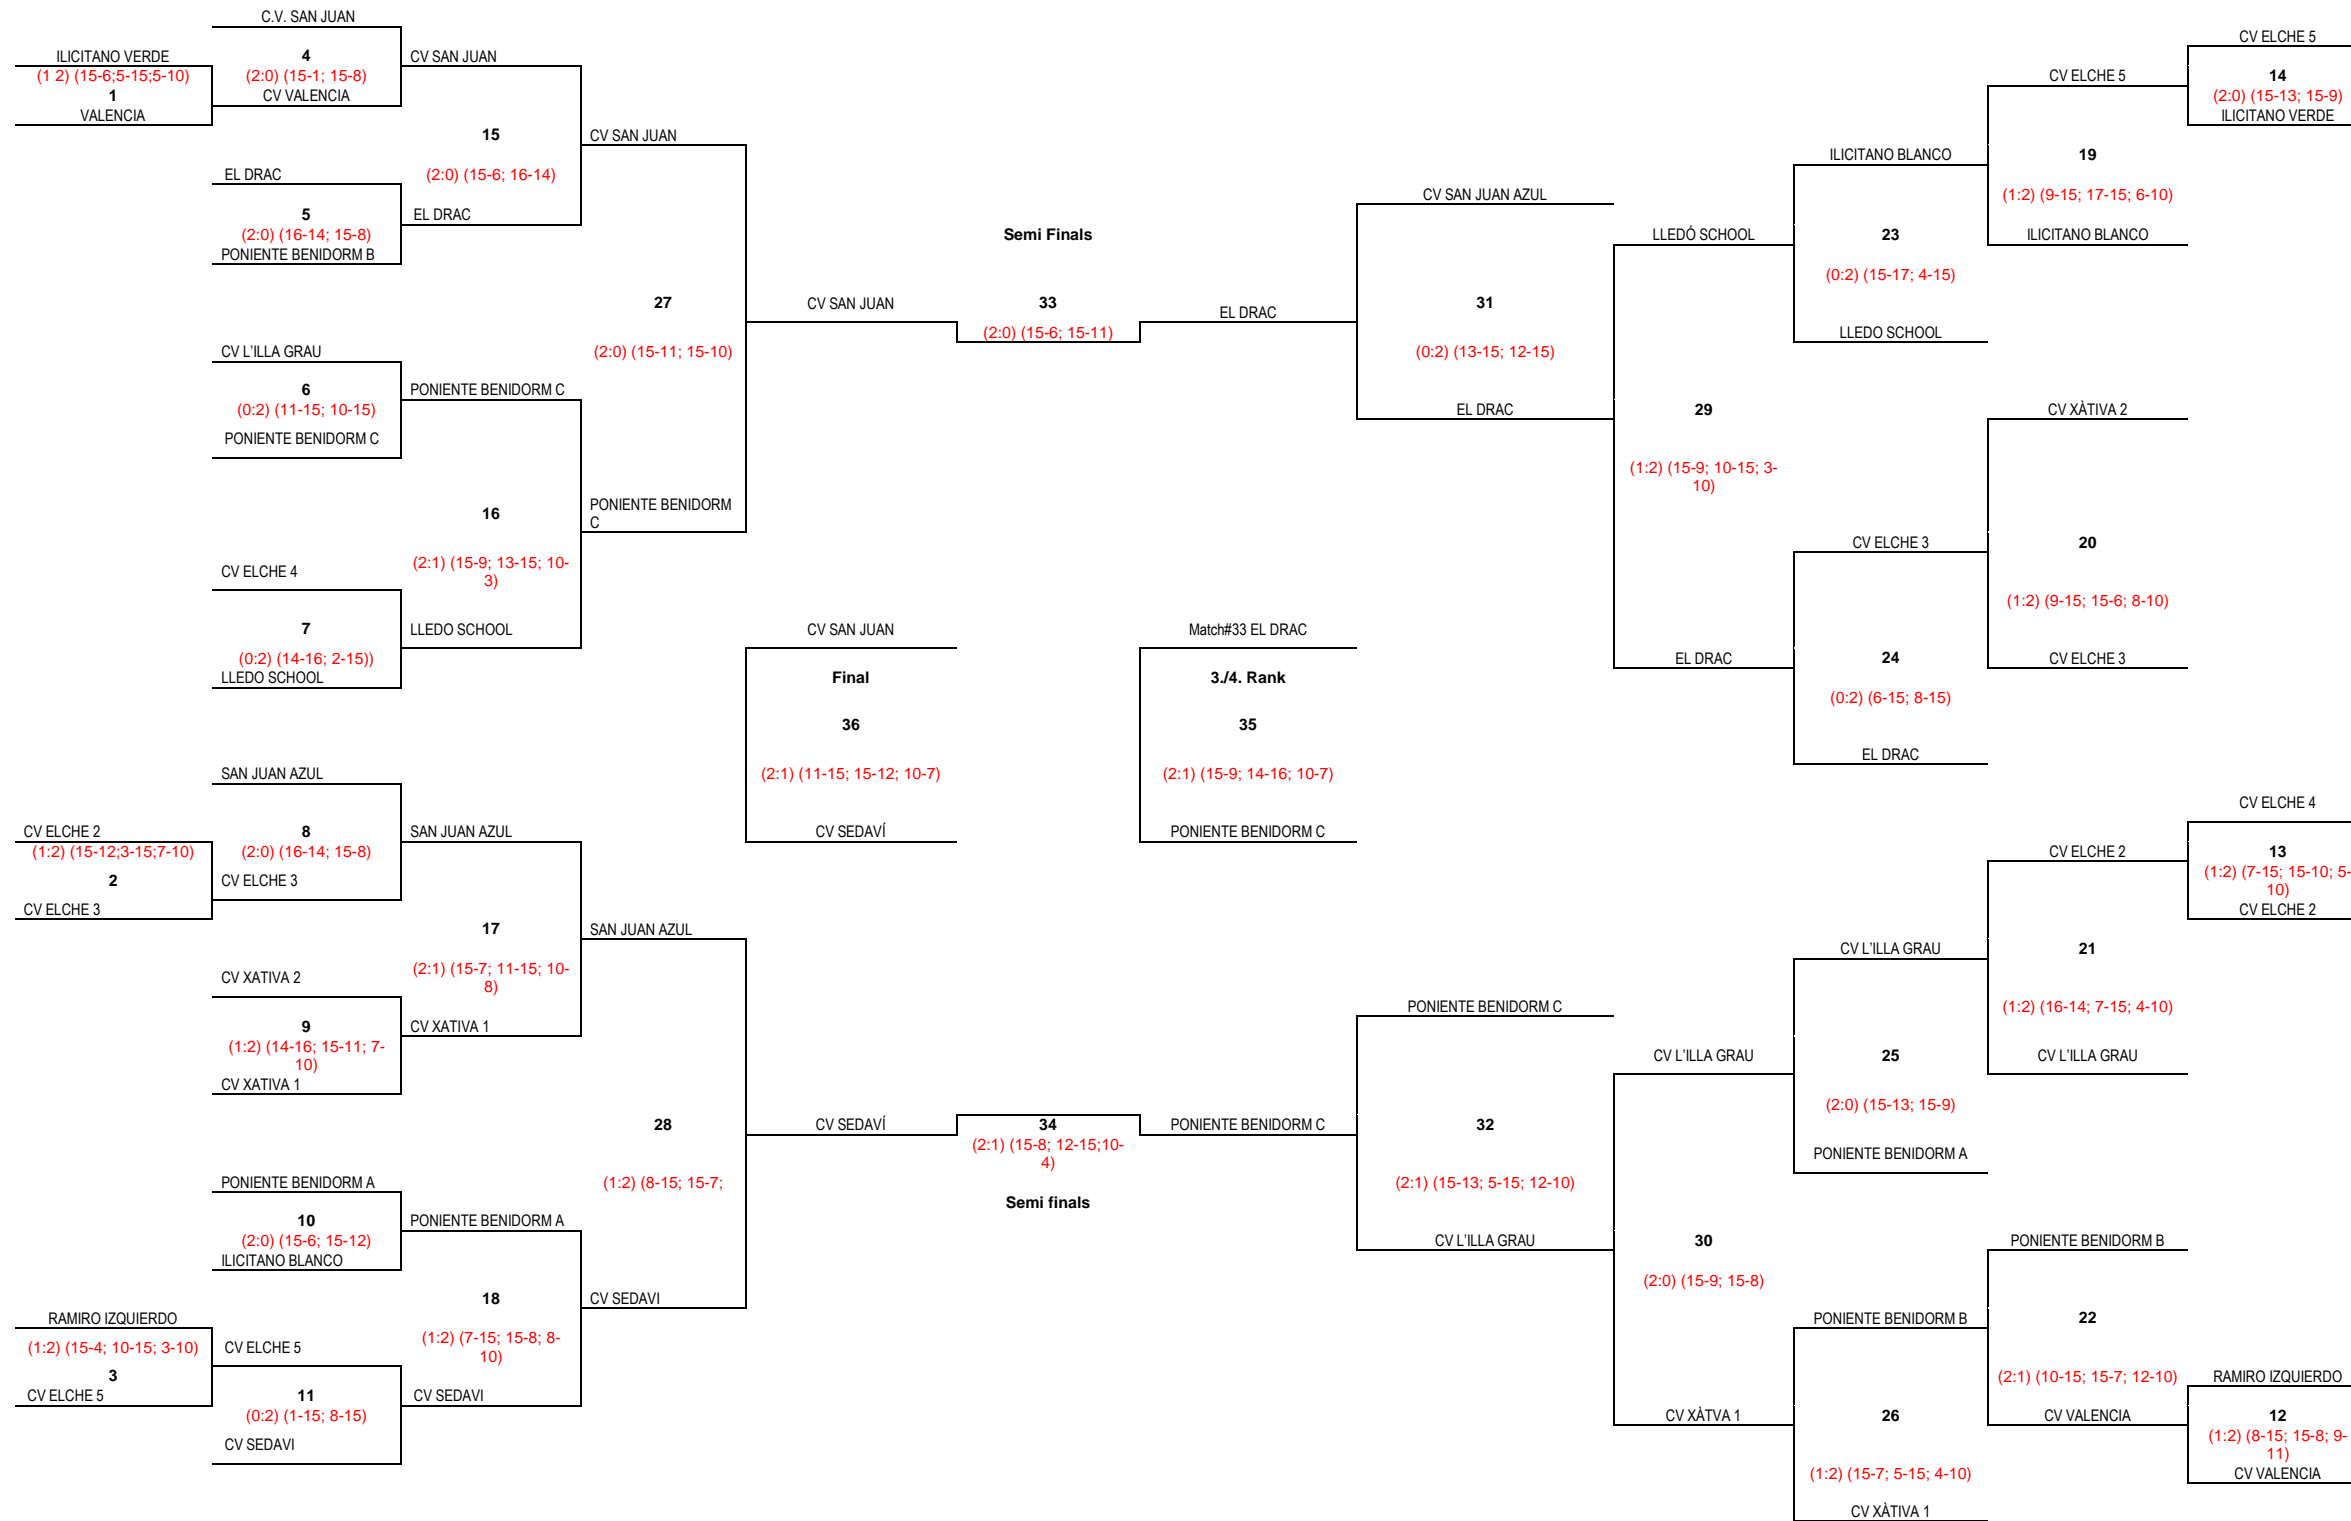 C.V. SAN JUAN
ILICITANO VERDE
(1 2) (15-6;5-15;5-10)
1
VALENCIA
4
(2:0) (15-1; 15-8)
CV VALENCIA
CV SAN JUAN
15
(2:0) (15-6; 16-14)
EL DRAC
5
(2:0) (16-14; 15-8)
PONIENTE BENIDORM B
EL DRAC
CV SAN JUAN
27
(2:0) (15-11; 15-10)
CV L'ILLA GRAU
6
(0:2) (11-15; 10-15)
PONIENTE BENIDORM C
PONIENTE BENIDORM C
16
(2:1) (15-9; 13-15; 10-
3)
CV ELCHE 4
7
(0:2) (14-16; 2-15))
LLEDO SCHOOL
LLEDO SCHOOL
PONIENTE BENIDORM
C
CV SAN JUAN
Semi Finals
33
(2:0) (15-6; 15-11)
EL DRAC
CV SAN JUAN AZUL
31
(0:2) (13-15; 12-15)
EL DRAC
LLEDÓ SCHOOL
29
(1:2) (15-9; 10-15; 3-
10)
EL DRAC
ILICITANO BLANCO
23
(0:2) (15-17; 4-15)
LLEDO SCHOOL
CV ELCHE 5
19
(1:2) (9-15; 17-15; 6-10)
ILICITANO BLANCO
CV ELCHE 5
14
(2:0) (15-13; 15-9)
ILICITANO VERDE
CV XÀTIVA 2
20
(1:2) (9-15; 15-6; 8-10)
CV ELCHE 3
CV ELCHE 3
24
(0:2) (6-15; 8-15)
EL DRAC
CV SAN JUAN
Final
36
(2:1) (11-15; 15-12; 10-7)
CV SEDAVÍ
Match#33 EL DRAC
3./4. Rank
35
(2:1) (15-9; 14-16; 10-7)
PONIENTE BENIDORM C
SAN JUAN AZUL
CV ELCHE 2
(1:2) (15-12;3-15;7-10)
2
CV ELCHE 3
8
(2:0) (16-14; 15-8)
CV ELCHE 3
SAN JUAN AZUL
17
(2:1) (15-7; 11-15; 10-
8)
CV XATIVA 2
9
(1:2) (14-16; 15-11; 7-
10)
CV XATIVA 1
CV XATIVA 1
SAN JUAN AZUL
28
(1:2) (8-15; 15-7;
PONIENTE BENIDORM A
10
(2:0) (15-6; 15-12)
ILICITANO BLANCO
PONIENTE BENIDORM A
18
(1:2) (7-15; 15-8; 8-
10)
RAMIRO IZQUIERDO
(1:2) (15-4; 10-15; 3-10)
3
CV ELCHE 5
CV ELCHE 5
11
(0:2) (1-15; 8-15)
CV SEDAVI
CV SEDAVI
CV SEDAVI
CV SEDAVÍ
34
(2:1) (15-8; 12-15;10-
4)
Semi finals
PONIENTE BENIDORM C
PONIENTE BENIDORM C
32
(2:1) (15-13; 5-15; 12-10)
CV L'ILLA GRAU
CV L'ILLA GRAU
30
(2:0) (15-9; 15-8)
CV XÀTVA 1
CV L'ILLA GRAU
25
(2:0) (15-13; 15-9)
PONIENTE BENIDORM A
CV ELCHE 2
21
(1:2) (16-14; 7-15; 4-10)
CV L'ILLA GRAU
CV ELCHE 4
13
(1:2) (7-15; 15-10; 5-
10)
CV ELCHE 2
PONIENTE BENIDORM B
22
(2:1) (10-15; 15-7; 12-10)
CV VALENCIA
PONIENTE BENIDORM B
26
(1:2) (15-7; 5-15; 4-10)
CV XÀTIVA 1
RAMIRO IZQUIERDO
12
(1:2) (8-15; 15-8; 9-
11)
CV VALENCIA